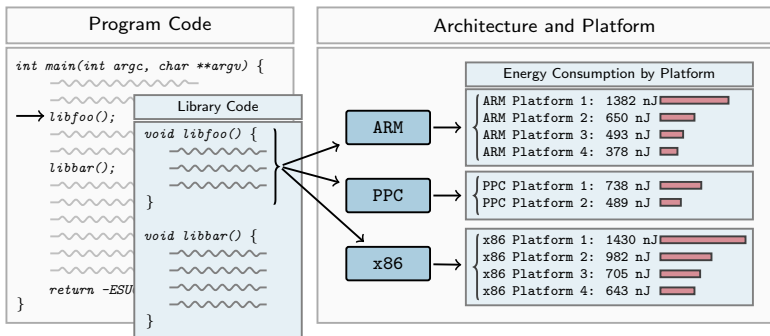 Program Code
int main(int argc, char **argv) {
libfoo();
libbar();
return -ESU
}
Library Code
void libfoo() {
}
void libbar() {
}
Architecture and Platform
ARM
PPC
x86
Energy Consumption by Platform
ARM Platform 1: 1382 nJ
ARM Platform 2: 650 nJ
ARM Platform 3: 493 nJ
ARM Platform 4: 378 nJ
PPC Platform 1: 738 nJ
PPC Platform 2: 489 nJ
x86 Platform 1: 1430 nJ
x86 Platform 2: 982 nJ
x86 Platform 3: 705 nJ
x86 Platform 4: 643 nJ